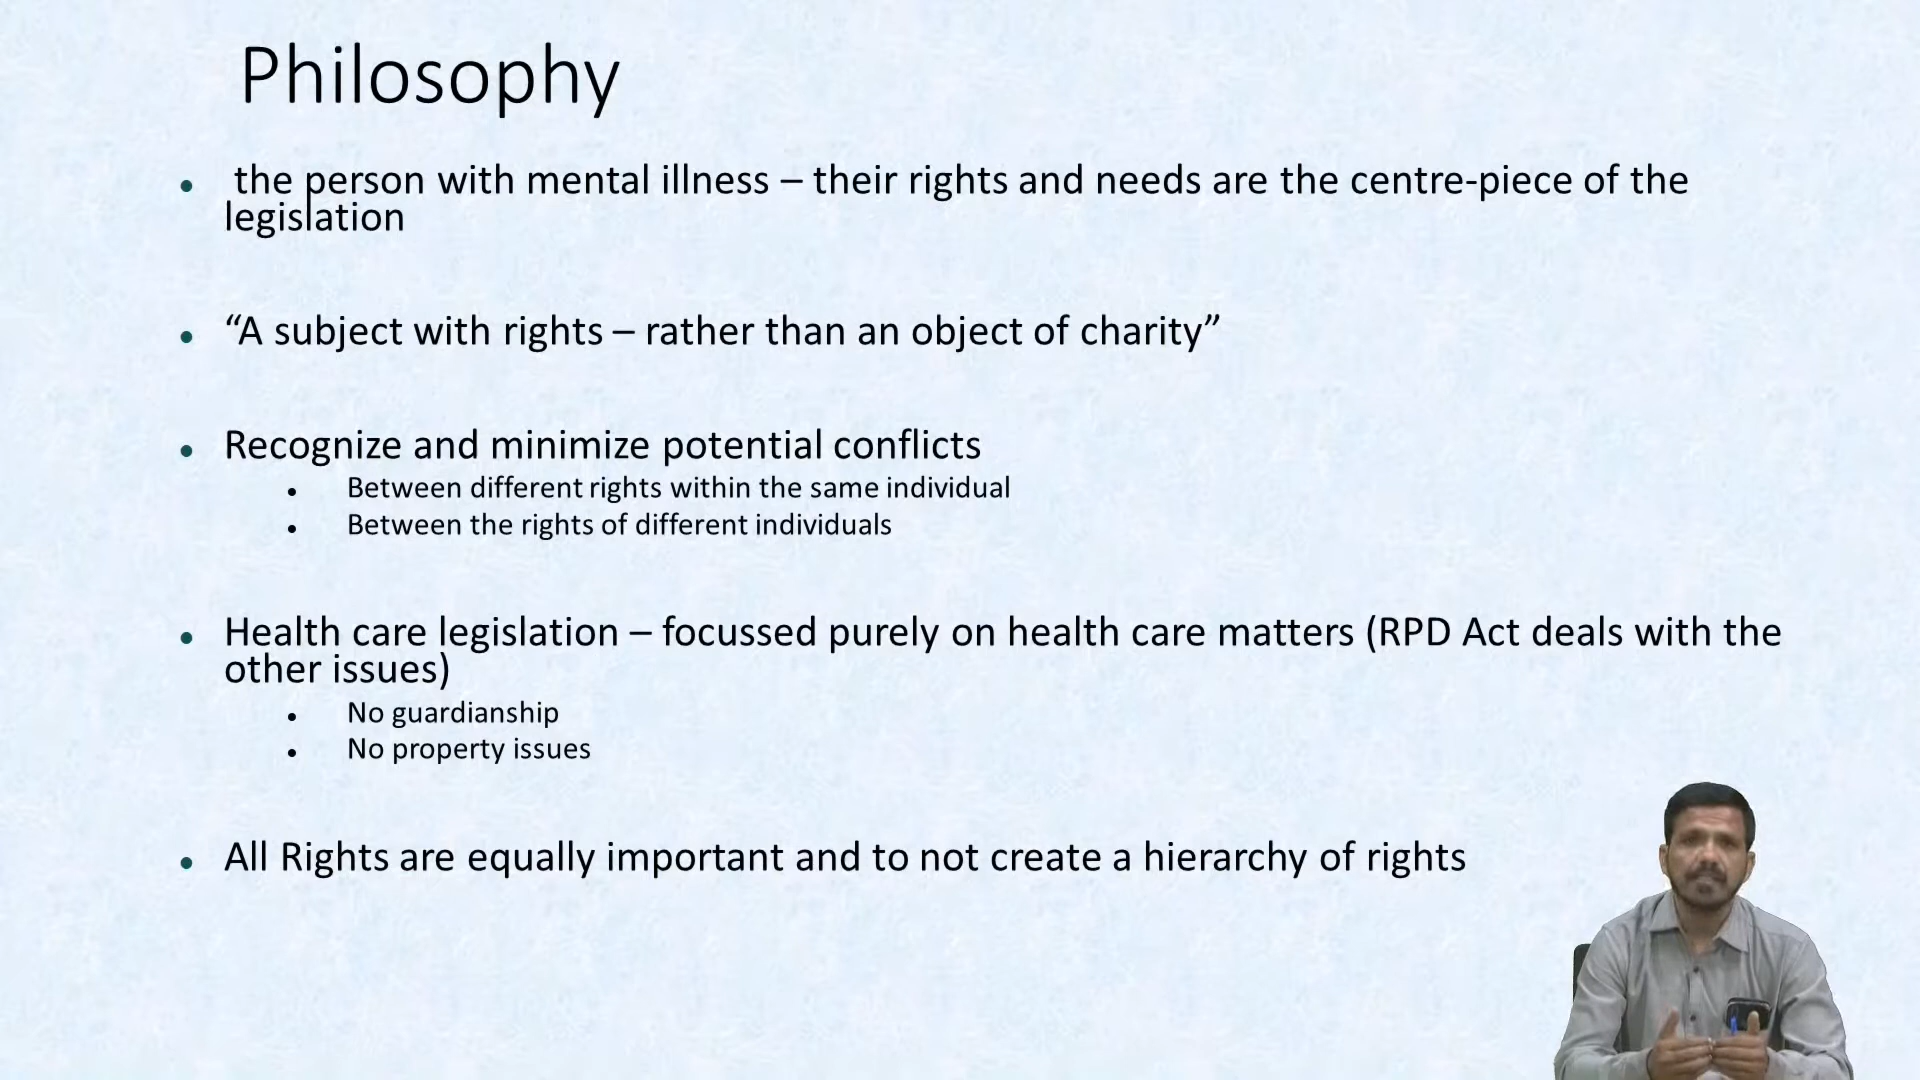 Philosophy
the person with mental illness – their rights and needs are the centre-piece of the
legislation
“A subject with rights – rather than an object of charity”
Recognize and minimize potential conflicts
Between different rights within the same individual
Between the rights of different individuals
Health care legislation – focussed purely on health care matters (RPD Act deals with the
other issues)
No guardianship
No property issues
All Rights are equally important and to not create a hierarchy of rights